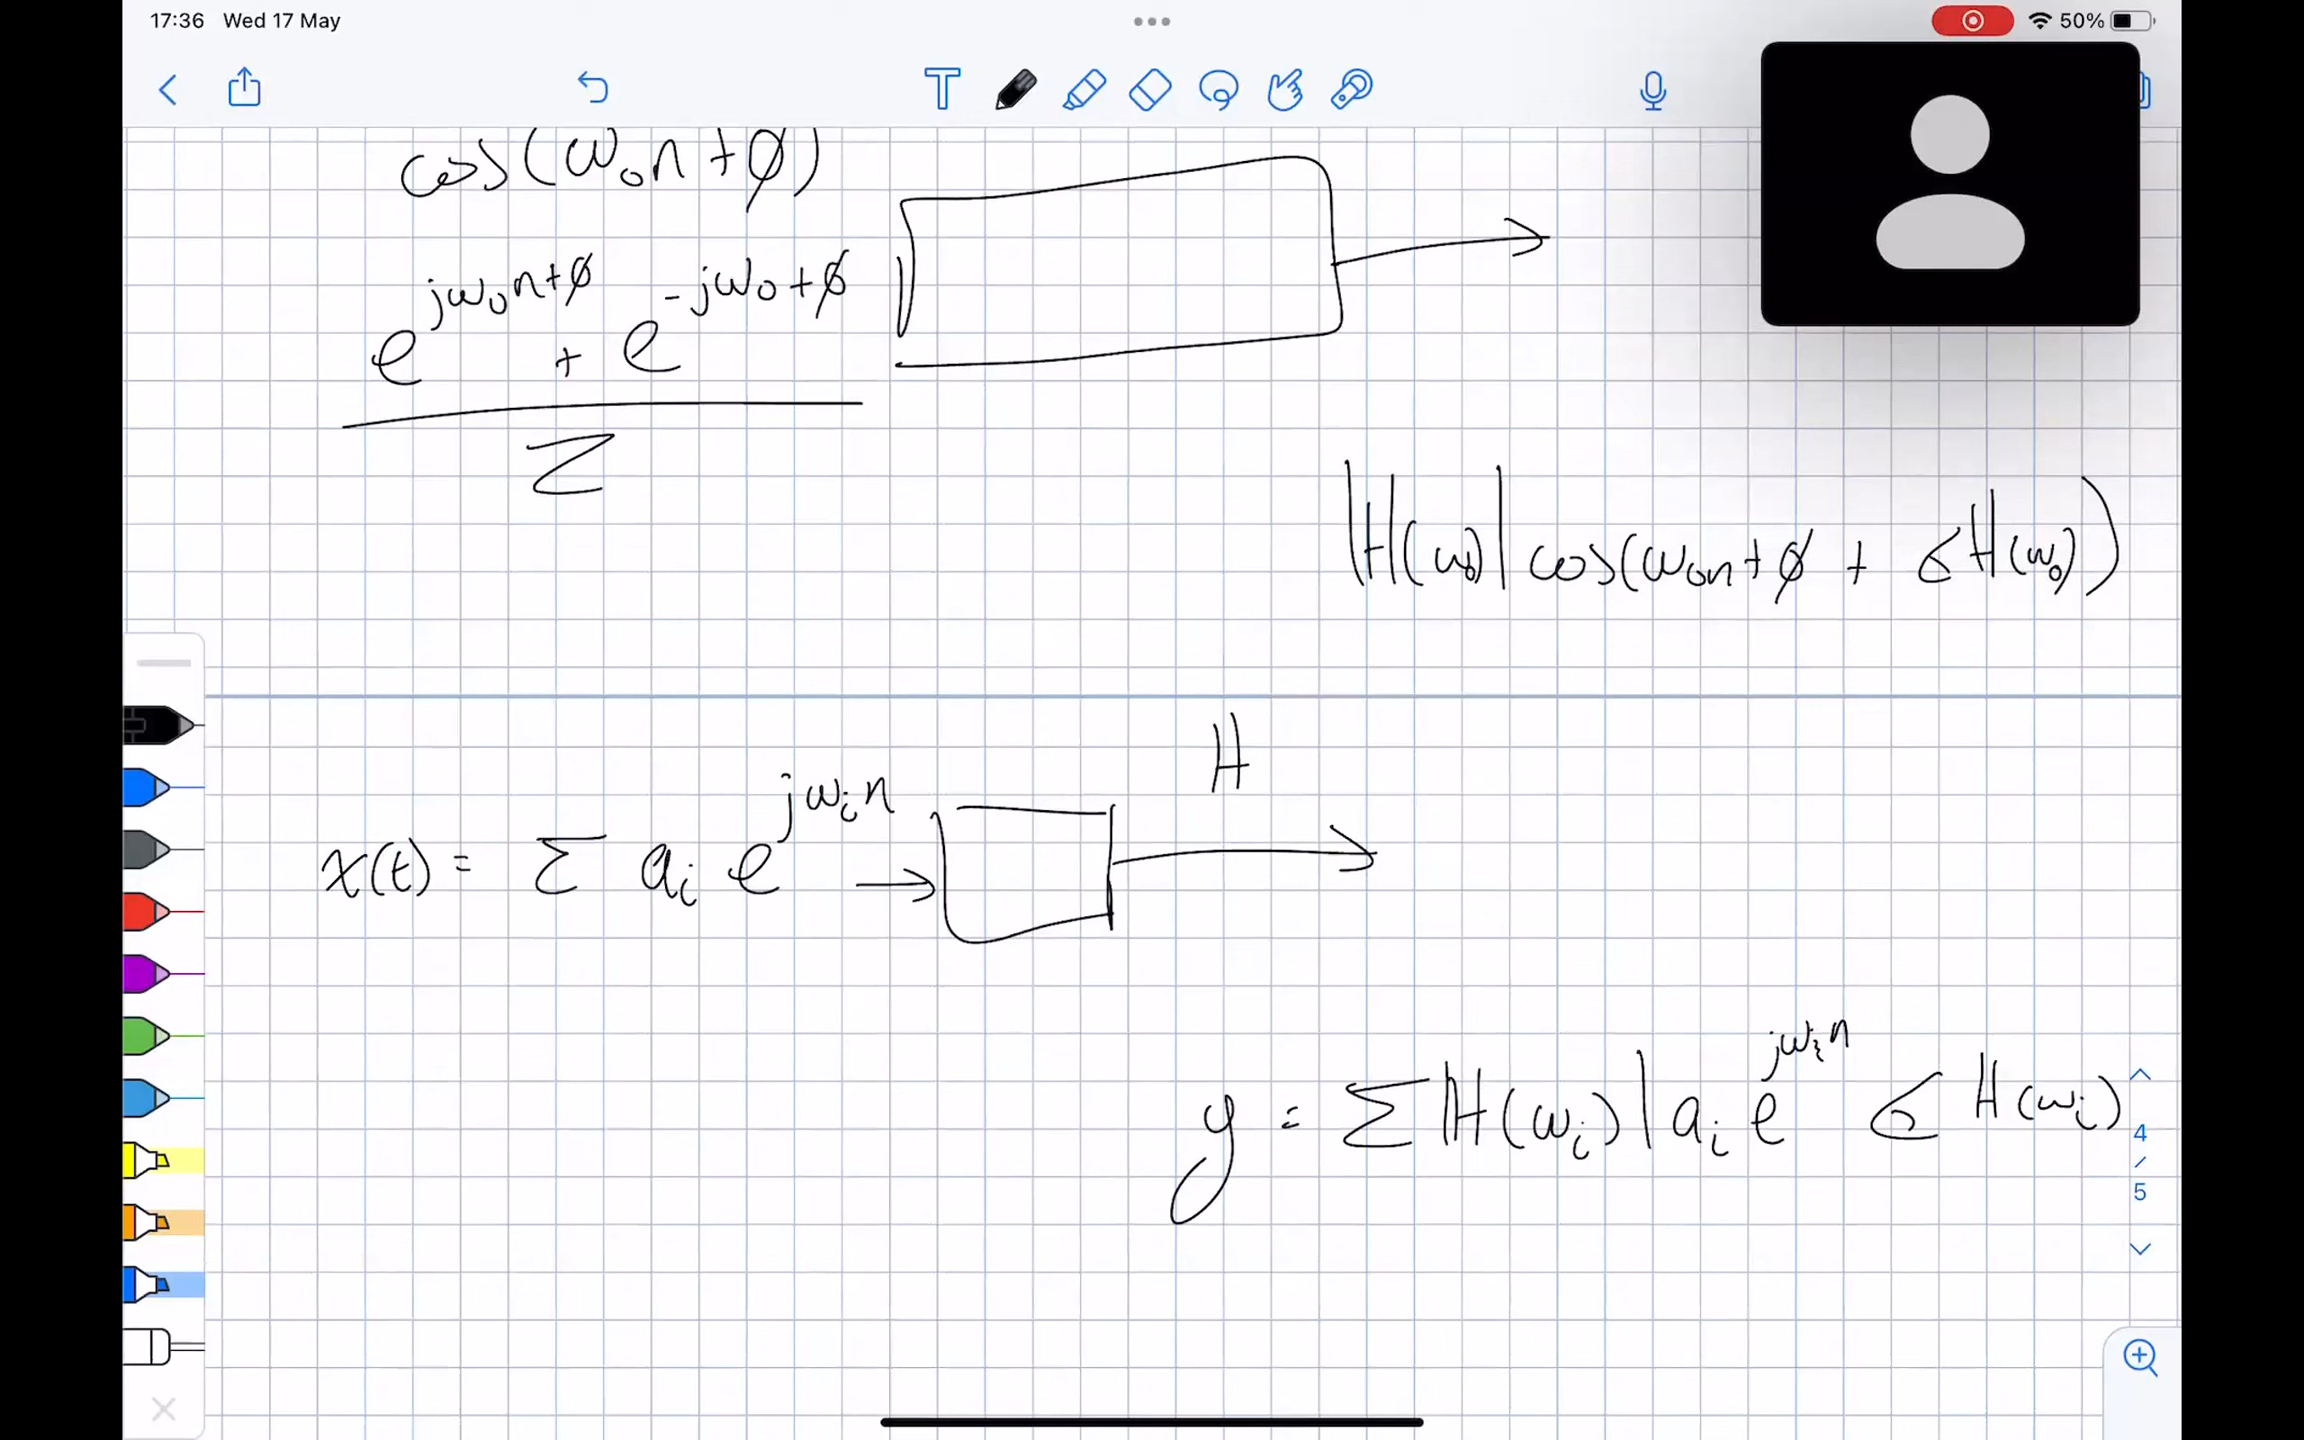 17:36 Wed 17 May
50%
T
cos(ω₀n+φ)
e^{jω₀n+φ} + e^{-jω₀+φ}
2
|H(ω₀)| cos(ω₀n+φ + ∡H(ω₀))
H
x(t) = Σ aᵢ e^{jωᵢn} →
y = Σ |H(ωᵢ)| aᵢ e^{jωᵢn} ∡H(ωᵢ)
4
/
5